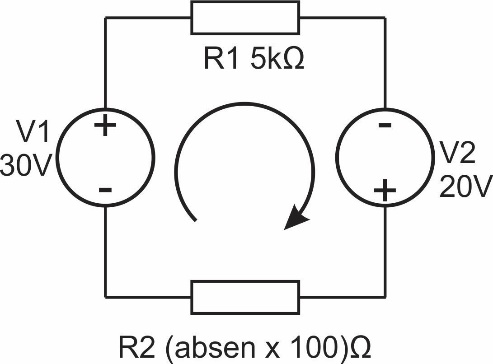 R1 5kΩ
V1
30V
+
-
-
+
V2
20V
R2 (absen x 100)Ω